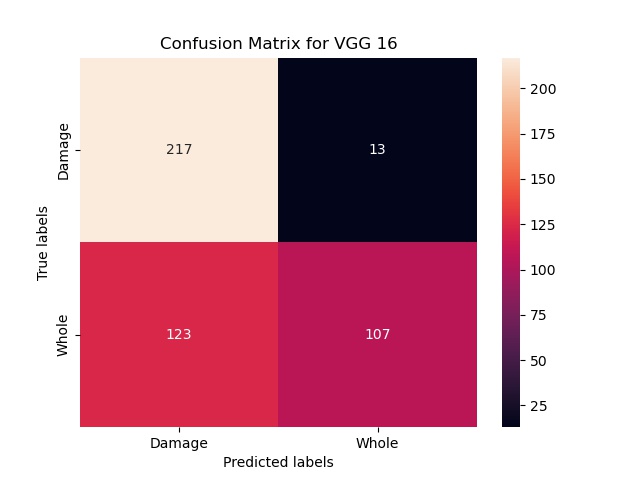 Confusion Matrix for VGG 16
True labels
Damage
Whole
217
13
123
107
Damage
Whole
Predicted labels
200
175
150
125
100
75
50
25